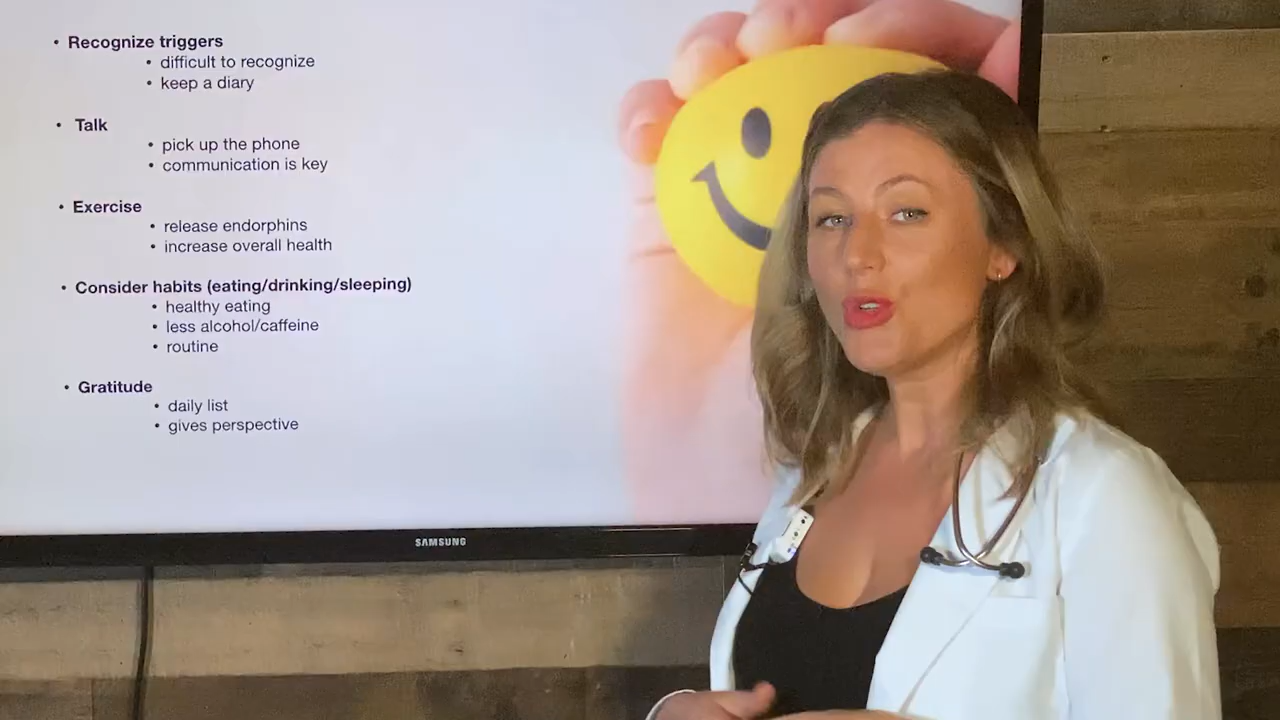 • Recognize triggers
• difficult to recognize
• keep a diary
• Talk
• pick up the phone
• communication is key
• Exercise
• release endorphins
• increase overall health
• Consider habits (eating/drinking/sleeping)
• healthy eating
• less alcohol/caffeine
• routine
• Gratitude
• daily list
• gives perspective
SAMSUNG